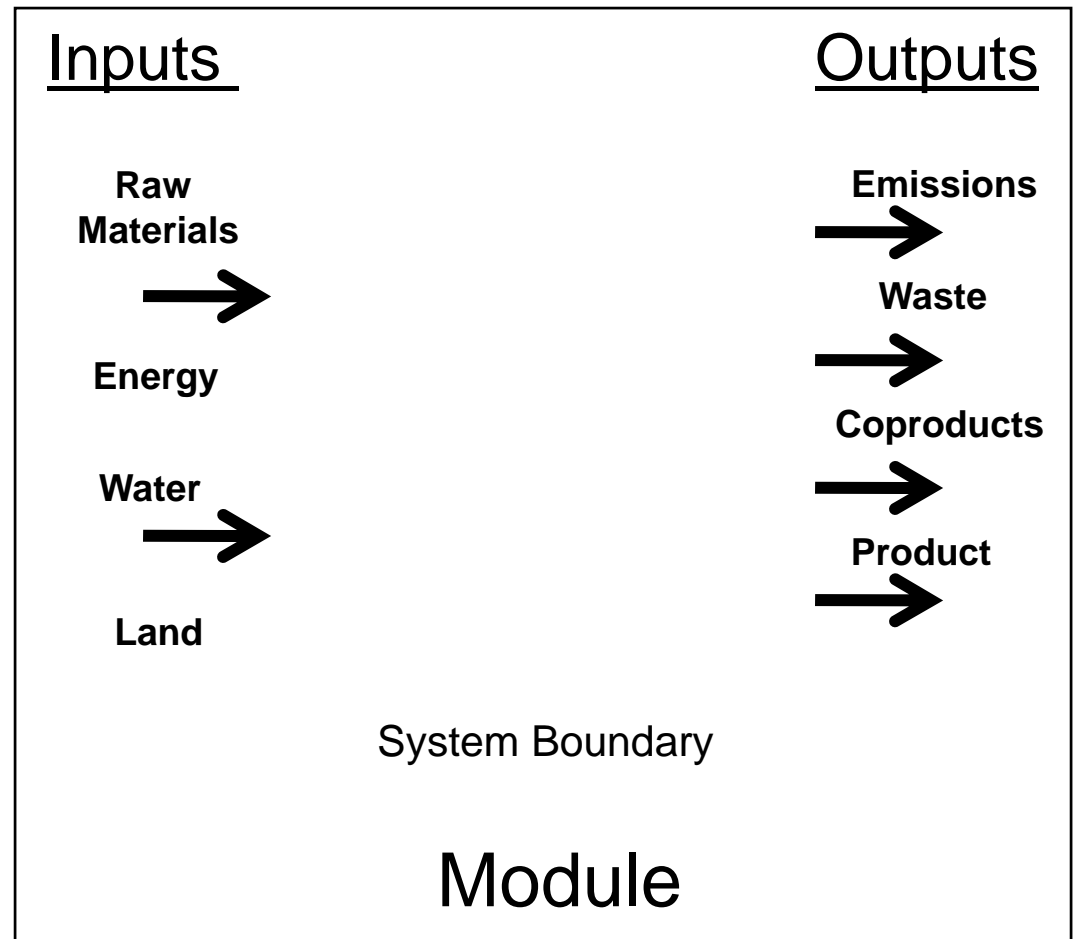 Inputs
Outputs
Raw
Materials
Energy
Water
Land
Emissions
Waste
Coproducts
Product
System Boundary
Module